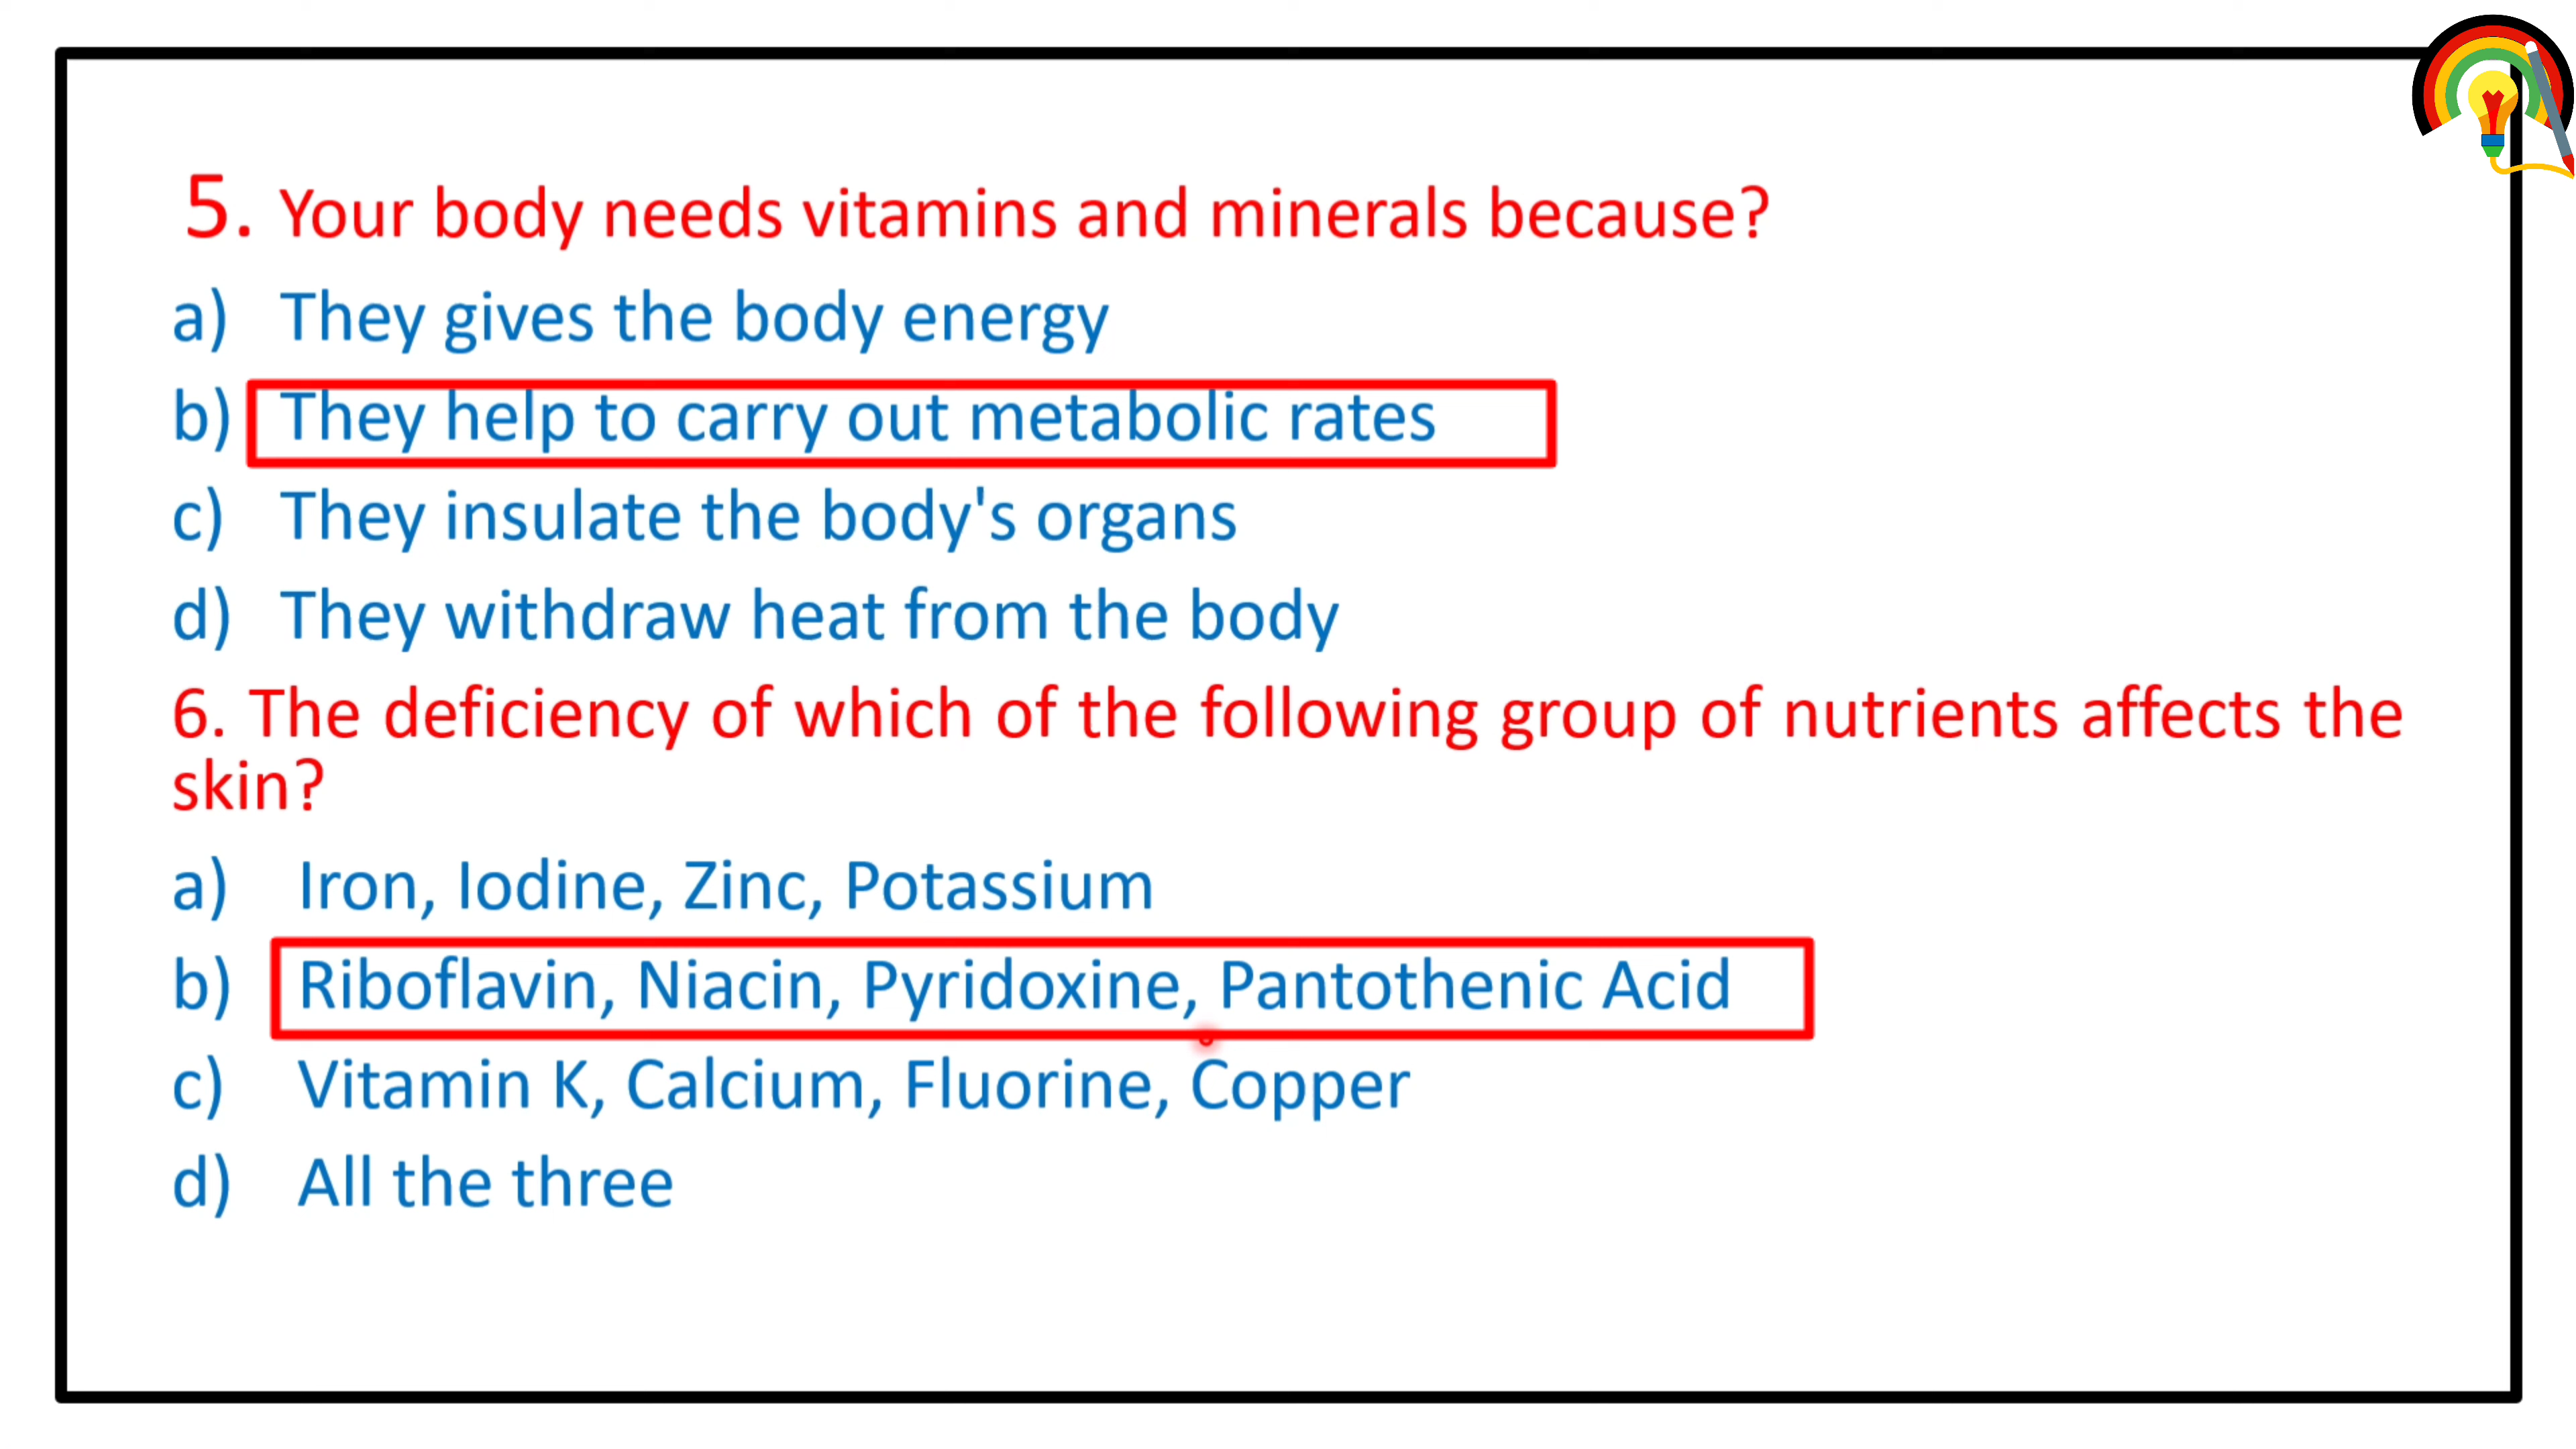 5. Your body needs vitamins and minerals because?
a) They gives the body energy
b) They help to carry out metabolic rates
c) They insulate the body's organs
d) They withdraw heat from the body
6. The deficiency of which of the following group of nutrients affects the
skin?
a) Iron, Iodine, Zinc, Potassium
b) Riboflavin, Niacin, Pyridoxine, Pantothenic Acid
c) Vitamin K, Calcium, Fluorine, Copper
d) All the three